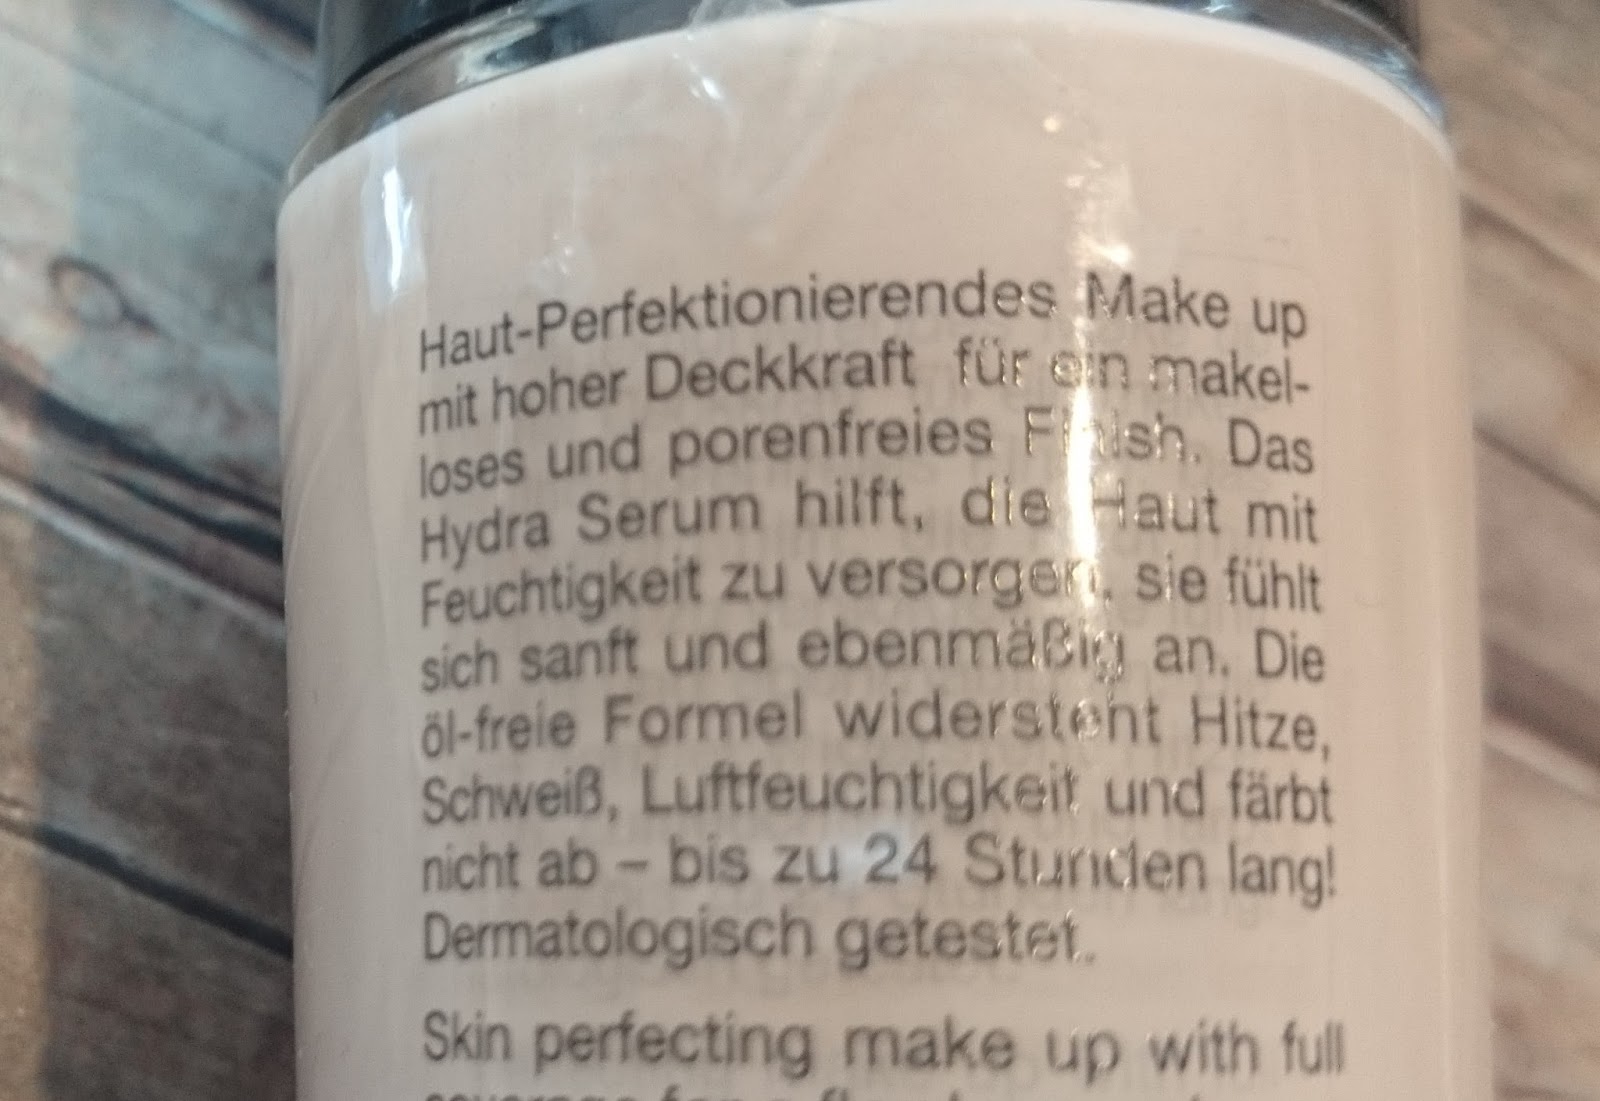 Haut-Perfektionierendes Make up
mit hoher Deckkraft für ein makel-
loses und porenfreies Finish. Das
Hydra Serum hilft, die Haut mit
Feuchtigkeit zu versorgen, sie fühlt
sich sanft und ebenmäßig an. Die
öl-freie Formel widersteht Hitze,
Schweiß, Luftfeuchtigkeit und färbt
nicht ab – bis zu 24 Stunden lang!
Dermatologisch getestet.
Skin perfecting make up with full